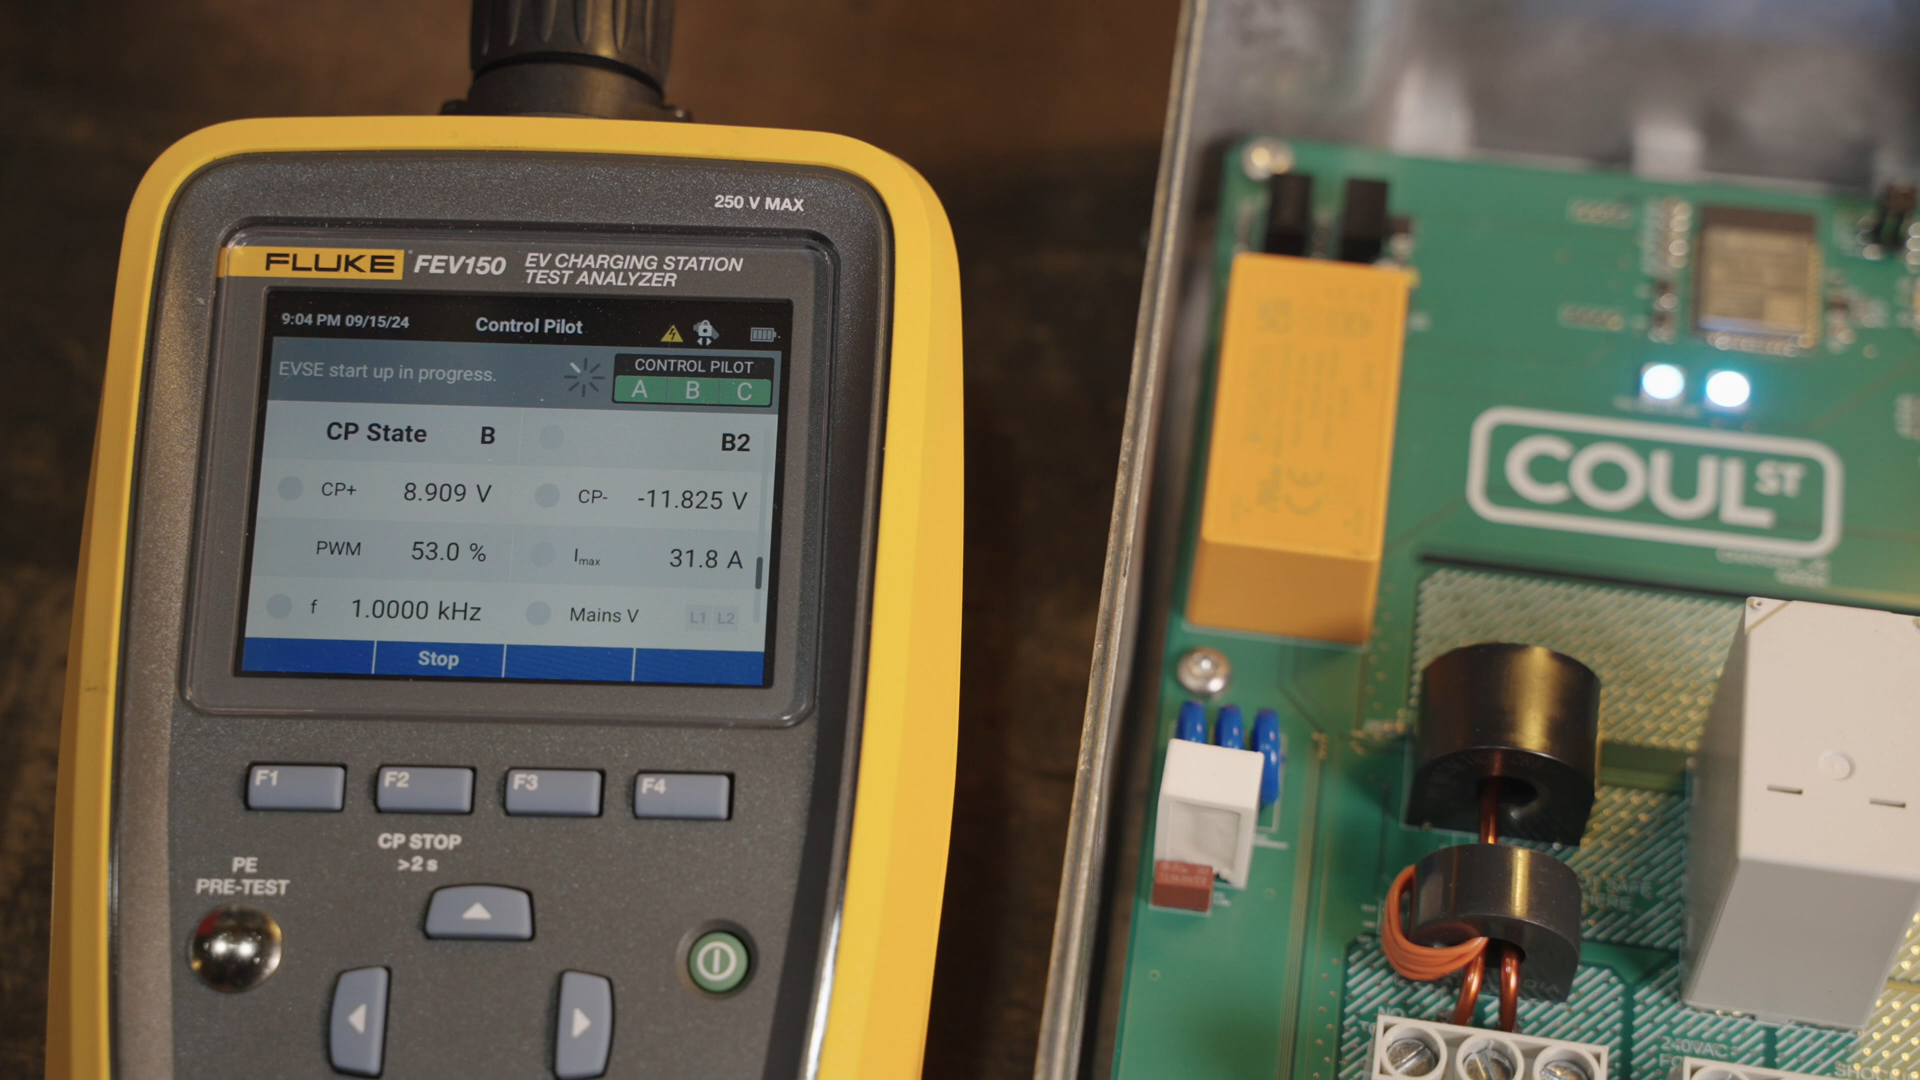 250 V MAX
FLUKE FEV150 EV CHARGING STATION
TEST ANALYZER
9:04 PM 09/15/24 Control Pilot
EVSE start up in progress.
CONTROL PILOT
A B C
CP State B B2
CP+ 8.909 V CP- -11.825 V
PWM 53.0 % Imax 31.8 A
f 1.0000 kHz Mains V L1 L2
Stop
F1 F2 F3 F4
CP STOP
>2 s
PE
PRE-TEST
COUL ST
CE
240VAC